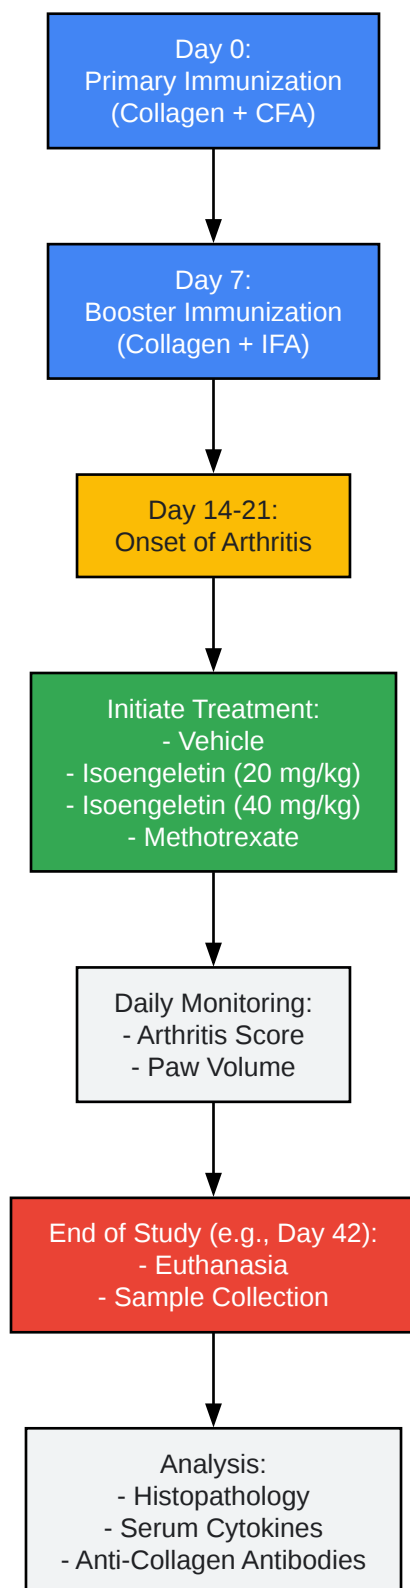 Day 0:
Primary Immunization
(Collagen + CFA)
Day 7:
Booster Immunization
(Collagen + IFA)
Day 14-21:
Onset of Arthritis
Initiate Treatment:
- Vehicle
- Isoengeletin (20 mg/kg)
- Isoengeletin (40 mg/kg)
- Methotrexate
Daily Monitoring:
- Arthritis Score
- Paw Volume
End of Study (e.g., Day 42):
- Euthanasia
- Sample Collection
Analysis:
- Histopathology
- Serum Cytokines
- Anti-Collagen Antibodies